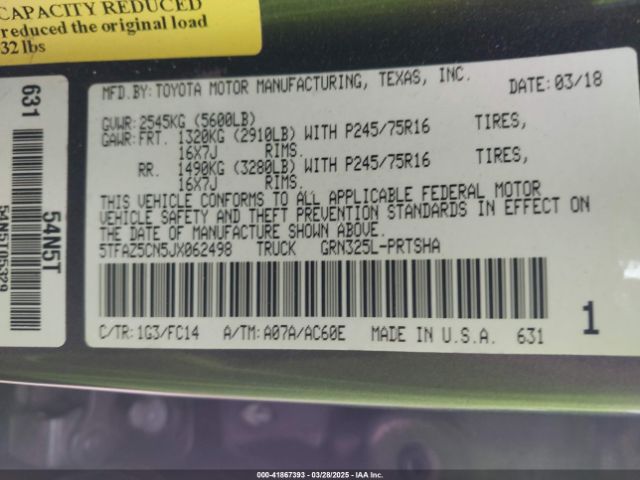 CAPACITY REDUCED
reduced the original load
32 lbs
MFD.BY: TOYOTA MOTOR MANUFACTURING, TEXAS, INC.
DATE: 03/18
GVWR: 2545KG (5600LB)
GAWR: FRT. 1320KG (2910LB) WITH P245/75R16 TIRES,
16X7J RIMS.
RR. 1490KG (3280LB) WITH P245/75R16 TIRES,
16X7J RIMS.
THIS VEHICLE CONFORMS TO ALL APPLICABLE FEDERAL MOTOR
VEHICLE SAFETY AND THEFT PREVENTION STANDARDS IN EFFECT ON
THE DATE OF MANUFACTURE SHOWN ABOVE.
5TFAZ5CN5JX062498 TRUCK GRN325L-PRTSHA
C/TR: 1G3/FC14 A/TM: A07A/AC60E MADE IN U.S.A. 631
1
631
54N5T
54N5T05329
000-41867393 — 03/28/2025 — IAA Inc.